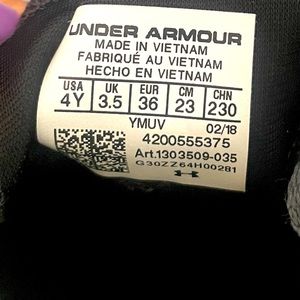 UNDER ARMOUR
MADE IN VIETNAM
FABRIQUÉ AU VIETNAM
HECHO EN VIETNAM
USA UK EUR CM CHN
4Y 3.5 36 23 230
YMUV 02/18
4200555375
Art.1303509-035
G30ZZ64H00281